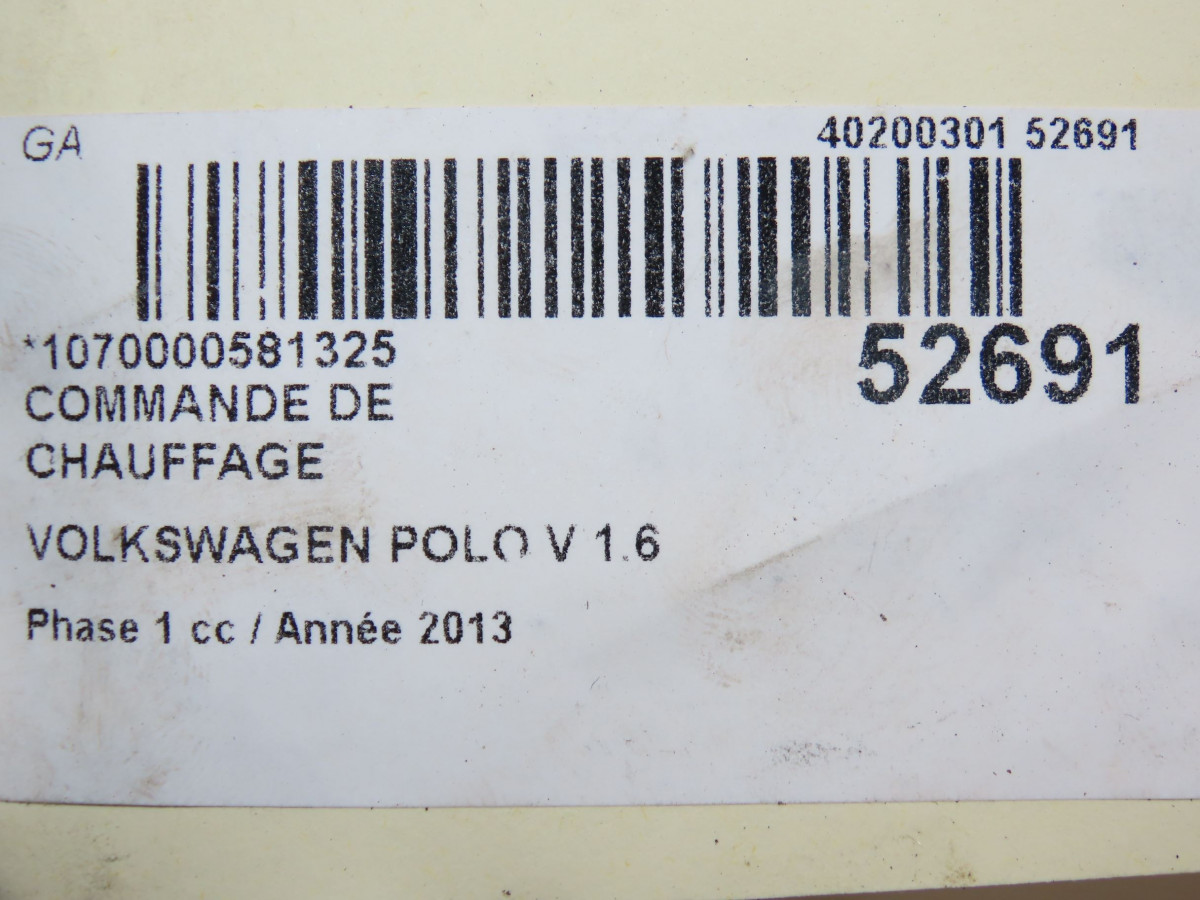 GA
40200301 52691
*1070000581325
52691
COMMANDE DE
CHAUFFAGE
VOLKSWAGEN POLO V 1.6
Phase 1 cc / Année 2013